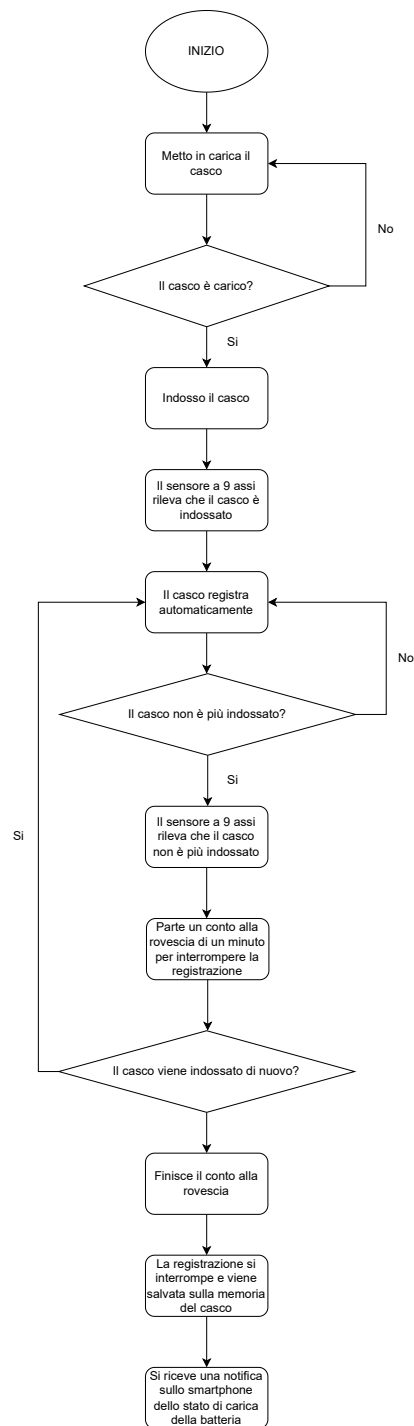 INIZIO
Metto in carica il
casco
No
Il casco è carico?
Si
Indosso il casco
Il sensore a 9 assi
rileva che il casco è
indossato
Il casco registra
automaticamente
No
Il casco non è più indossato?
Si
Si
Il sensore a 9 assi
rileva che il casco
non è più indossato
Parte un conto alla
rovescia di un minuto
per interrompere la
registrazione
Il casco viene indossato di nuovo?
Finisce il conto alla
rovescia
La registrazione si
interrompe e viene
salvata sulla memoria
del casco
Si riceve una notifica
sullo smartphone
dello stato di carica
della batteria